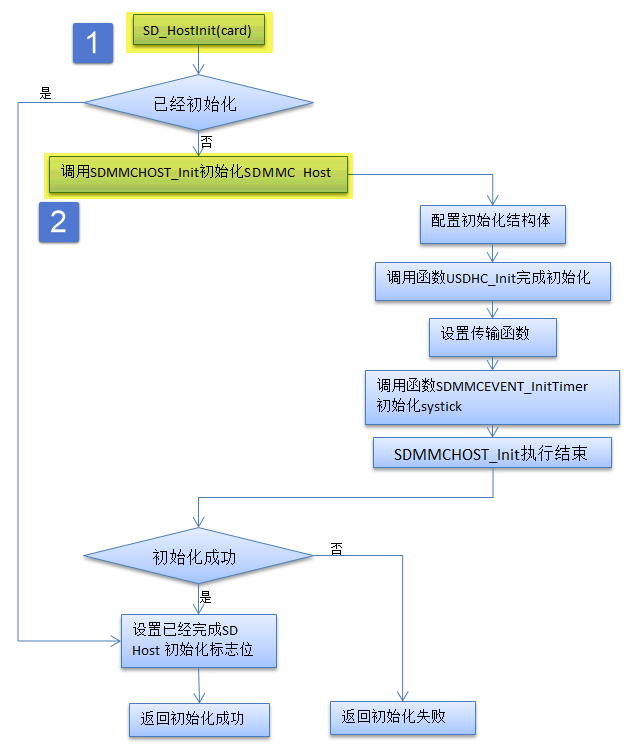 1
SD_HostInit(card)
是
已经初始化
否
调用SDMMCHOST_Init初始化SDMMC Host
2
配置初始化结构体
调用函数USDHC_Init完成初始化
设置传输函数
调用函数SDMMCEVENT_InitTimer
初始化systick
SDMMCHOST_Init执行结束
初始化成功
否
是
设置已经完成SD
Host 初始化标志位
返回初始化成功
返回初始化失败